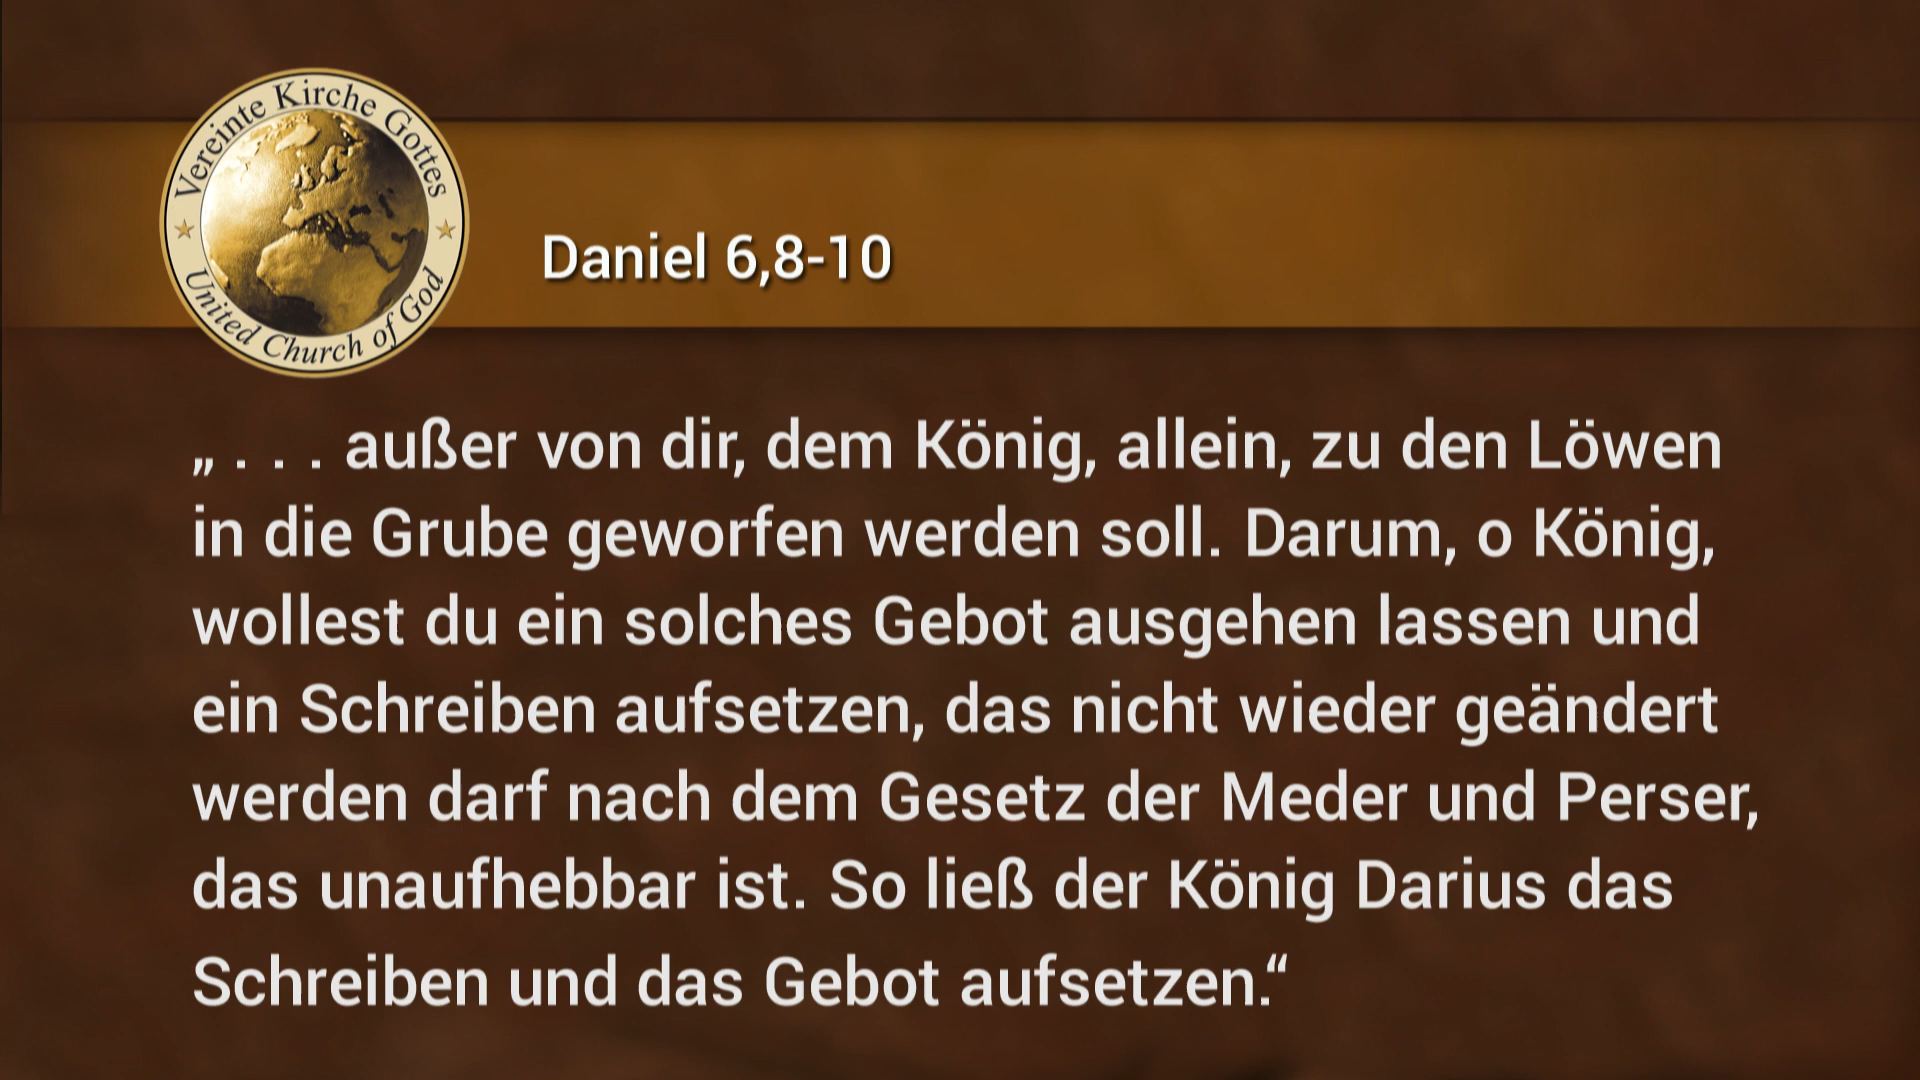 Vereinte Kirche Gottes
United Church of God
Daniel 6,8-10
„ . . . außer von dir, dem König, allein, zu den Löwen
in die Grube geworfen werden soll. Darum, o König,
wollest du ein solches Gebot ausgehen lassen und
ein Schreiben aufsetzen, das nicht wieder geändert
werden darf nach dem Gesetz der Meder und Perser,
das unaufhebbar ist. So ließ der König Darius das
Schreiben und das Gebot aufsetzen.“